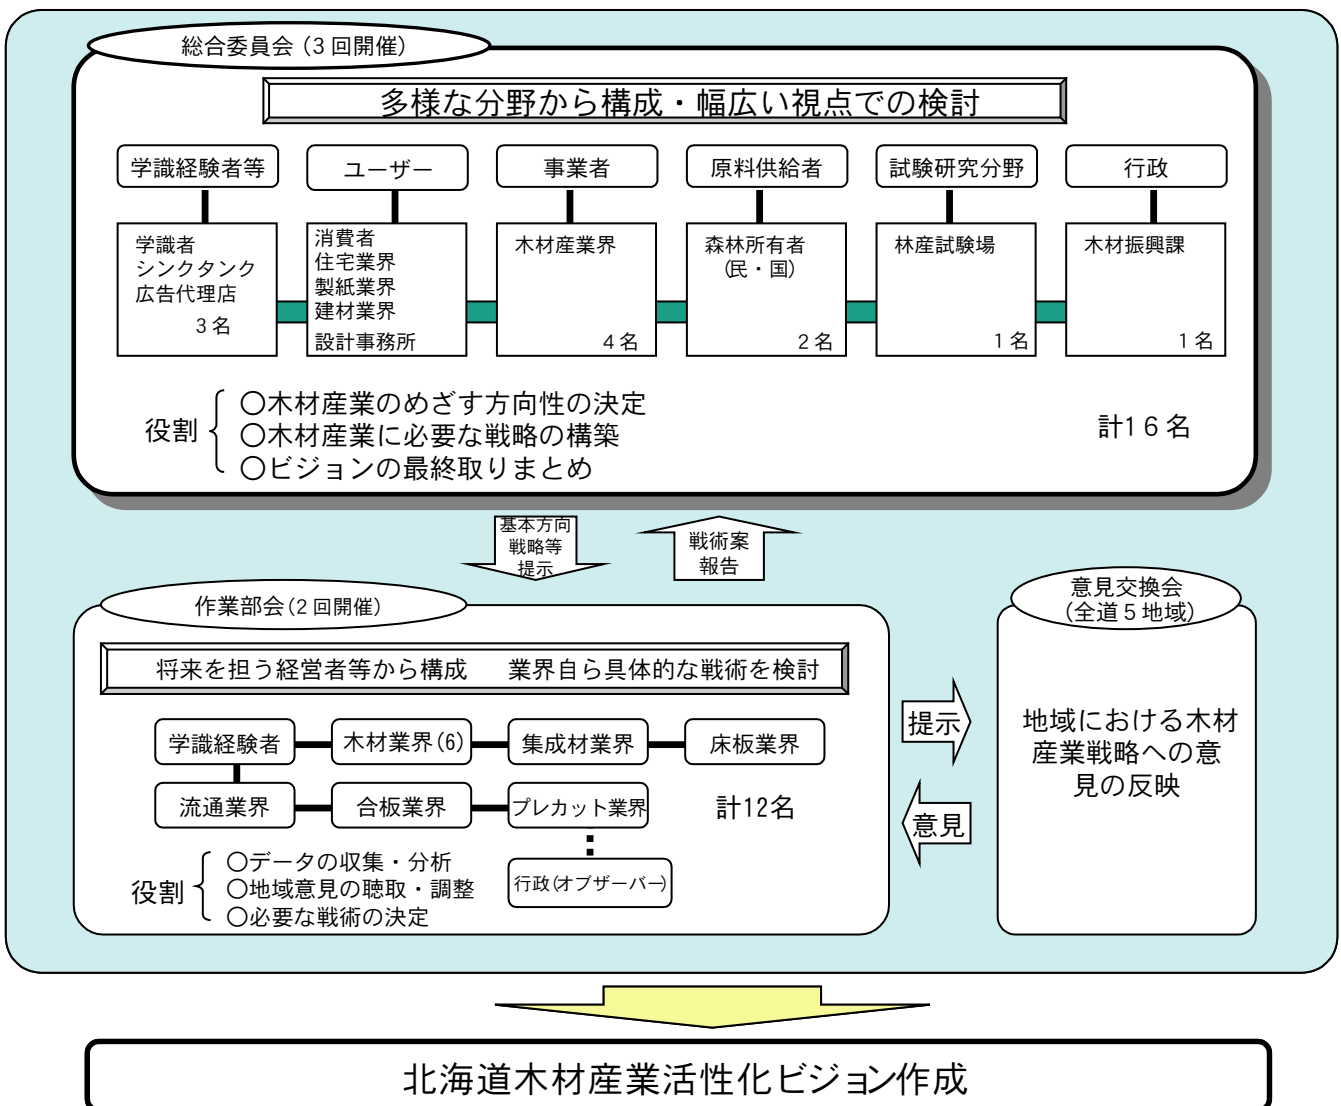 総合委員会（3回開催）
多様な分野から構成・幅広い視点での検討
学識経験者等
ユーザー
事業者
原料供給者
試験研究分野
行政
学識者
シンクタンク
広告代理店
3名
消費者
住宅業界
製紙業界
建材業界
設計事務所
木材産業界
4名
森林所有者
(民・国)
2名
林産試験場
1名
木材振興課
1名
役割
○木材産業のめざす方向性の決定
○木材産業に必要な戦略の構築
○ビジョンの最終取りまとめ
計16名
基本方向
戦略等
提示
戦術案
報告
作業部会(2回開催)
将来を担う経営者等から構成　業界自ら具体的な戦術を検討
学識経験者
木材業界(6)
集成材業界
床板業界
流通業界
合板業界
プレカット業界
計12名
行政(オブザーバー)
役割
○データの収集・分析
○地域意見の聴取・調整
○必要な戦術の決定
提示
意見
意見交換会
(全道5地域)
地域における木材
産業戦略への意
見の反映
北海道木材産業活性化ビジョン作成